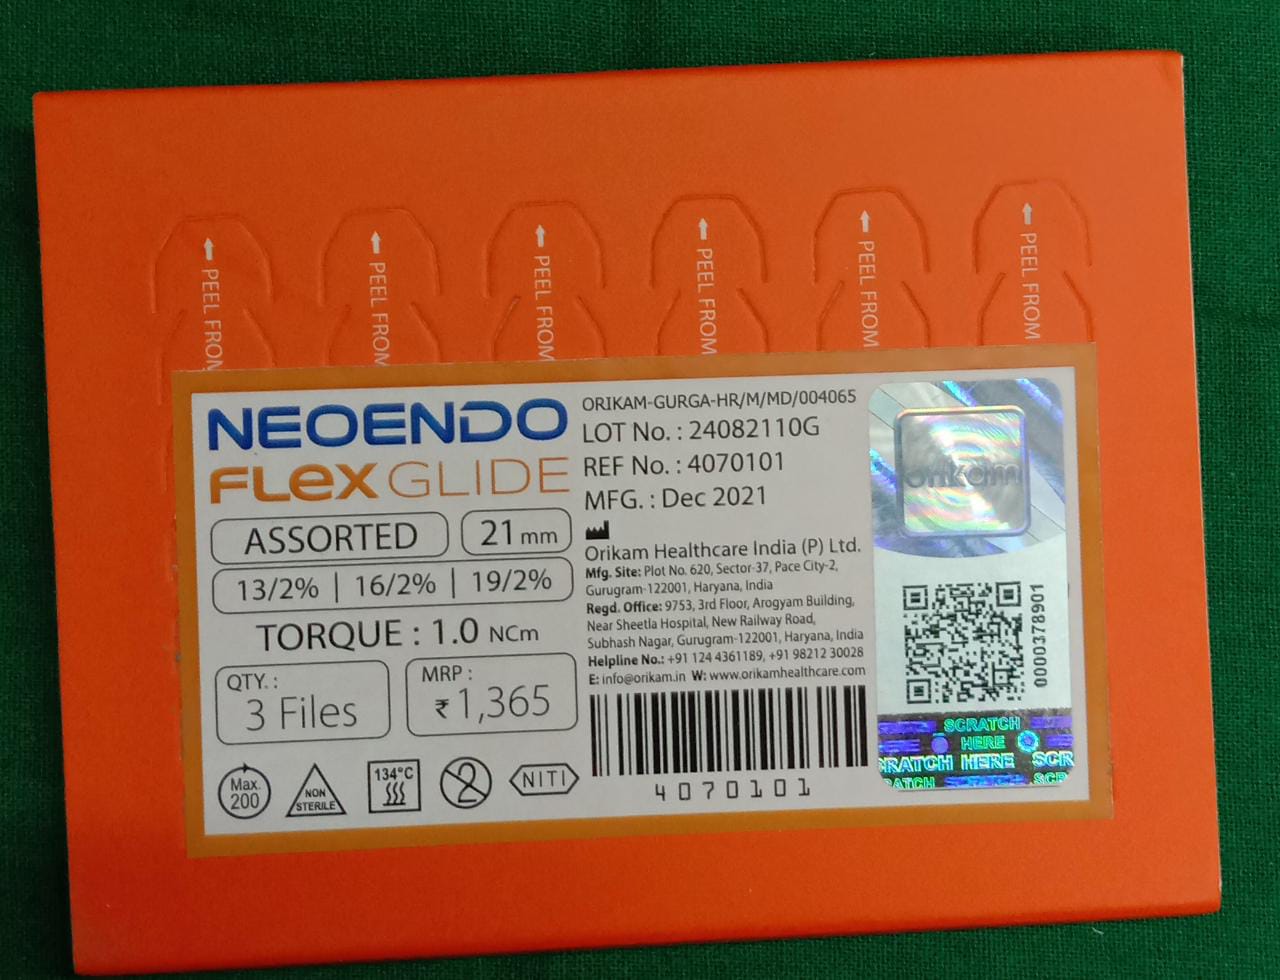 PEEL FROM
PEEL FROM
PEEL FROM
PEEL FROM
PEEL FROM
PEEL FROM
NEOENDO
FLexGLIDE
ASSORTED
21 mm
13/2% | 16/2% | 19/2%
TORQUE : 1.0 NCm
QTY. :
3 Files
MRP :
₹1,365
Max.
200
NON
STERILE
134°C
2
NITI
ORIKAM-GURGA-HR/M/MD/004065
LOT No. : 24082110G
REF No. : 4070101
MFG. : Dec 2021
Orikam Healthcare India (P) Ltd.
Mfg. Site: Plot No. 620, Sector-37, Pace City-2,
Gurugram-122001, Haryana, India
Regd. Office: 9753, 3rd Floor, Arogyam Building,
Near Sheetla Hospital, New Railway Road,
Subhash Nagar, Gurugram-122001, Haryana, India
Helpline No.: +91 124 4361189, +91 98212 30028
E: info@orikam.in W: www.orikamhealthcare.com
4070101
orikam
0000378901
SCRATCH
HERE
SCRATCH HERE SCR